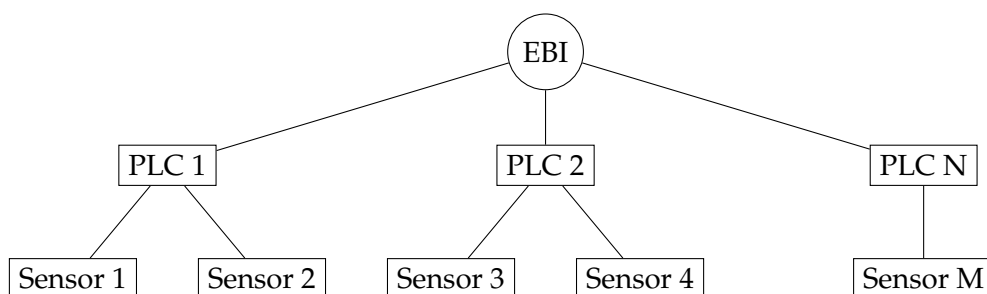 EBI
PLC 1
PLC 2
PLC N
Sensor 1
Sensor 2
Sensor 3
Sensor 4
Sensor M